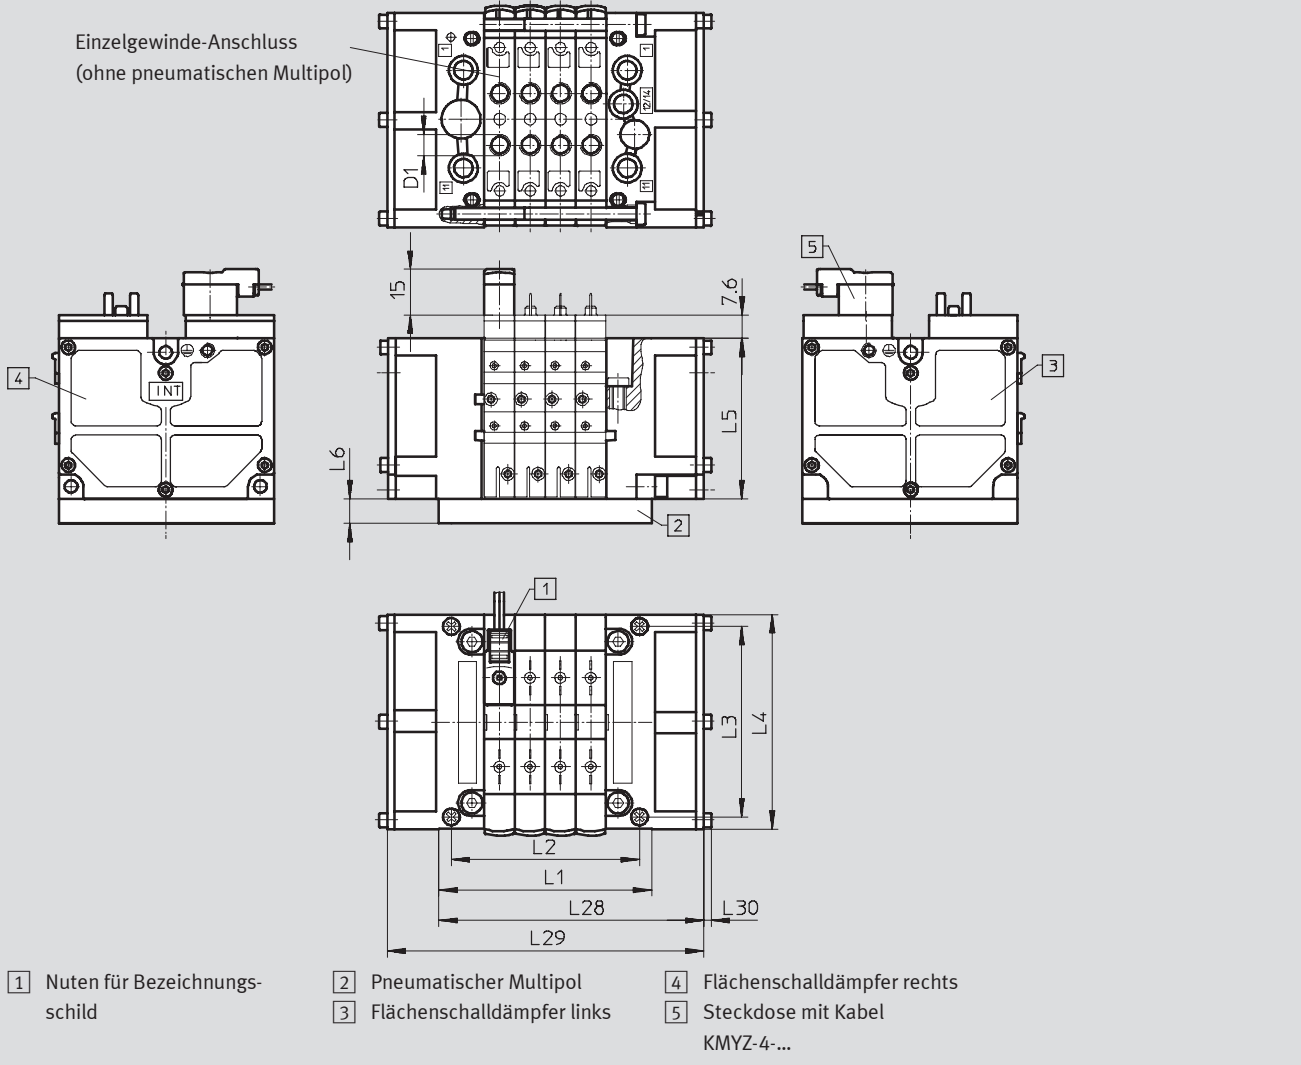 Einzelgewinde-Anschluss
(ohne pneumatischen Multipol)
1
1
12/14
D1
11
11
5
15
7.6
4
INT
3
L5
L6
2
1
L3
L4
L2
L1
L28
L30
L29
1 Nuten für Bezeichnungs-
schild
2 Pneumatischer Multipol
3 Flächenschalldämpfer links
4 Flächenschalldämpfer rechts
5 Steckdose mit Kabel
KMYZ-4-...